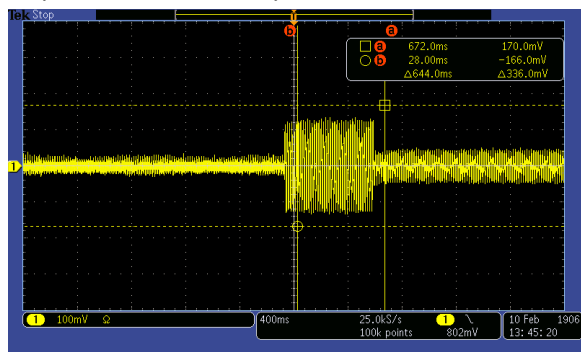 Tek Stop
b
a
a 672.0ms 170.0mV
b 28.00ms -166.0mV
Δ644.0ms Δ336.0mV
1
1 100mV Ω 400ms 25.0kS/s 1 10 Feb 1906
100k points 802mV 13:45:20